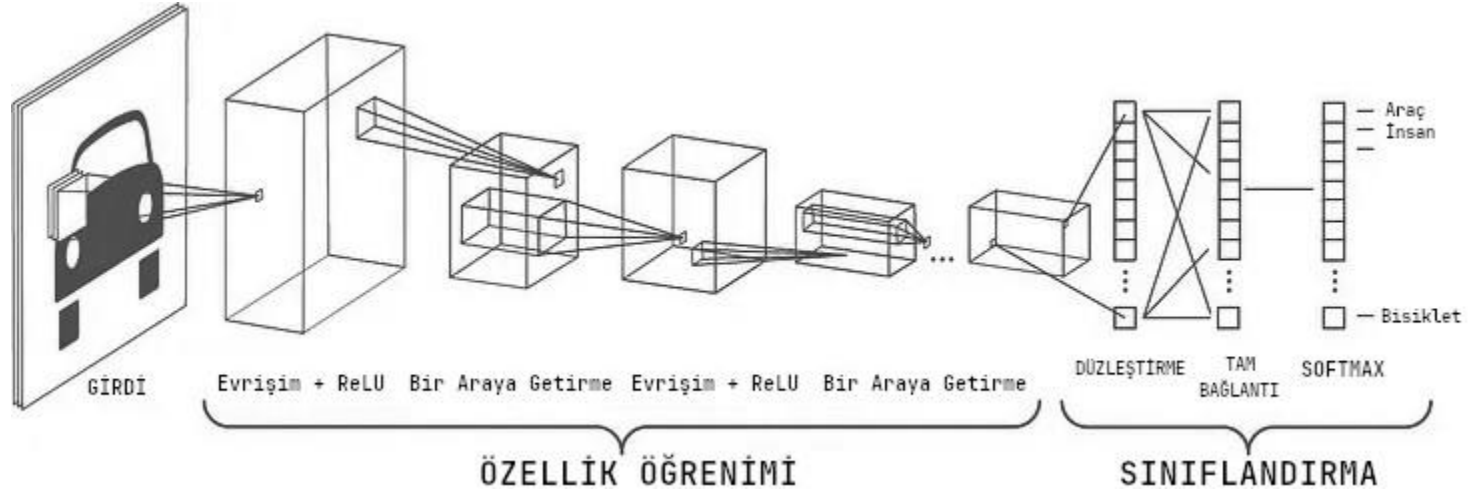 Araç
İnsan
Bisiklet
GİRDİ
Evrişim + ReLU
Bir Araya Getirme
Evrişim + ReLU
Bir Araya Getirme
DÜZLEŞTİRME
TAM
BAĞLANTI
SOFTMAX
ÖZELLİK ÖĞRENİMİ
SINIFLANDIRMA